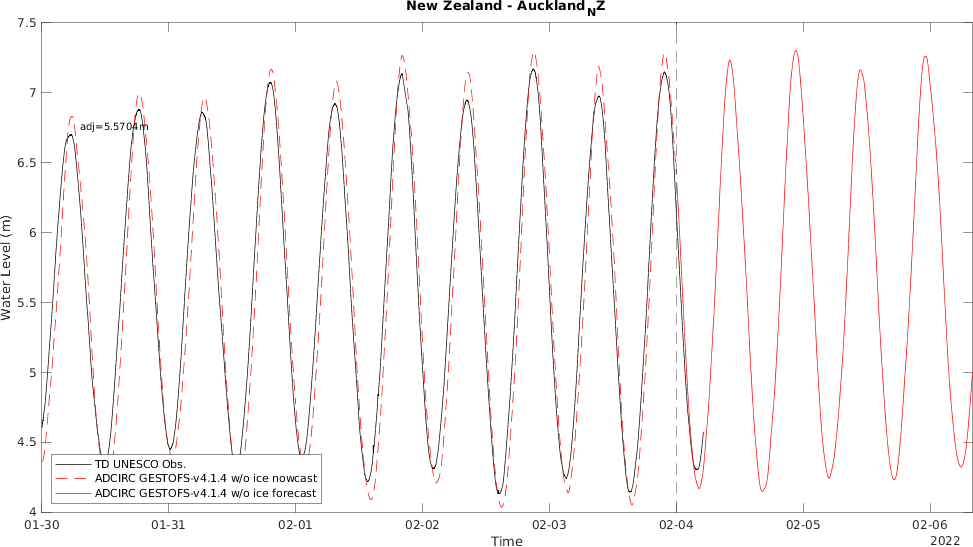 New Zealand - Auckland_NZ
7.5
7
6.5
6
5.5
5
4.5
4
Water Level (m)
adj=5.5704m
TD UNESCO Obs.
ADCIRC GESTOFS-v4.1.4 w/o ice nowcast
ADCIRC GESTOFS-v4.1.4 w/o ice forecast
01-30 01-31 02-01 02-02 02-03 02-04 02-05 02-06
Time 2022